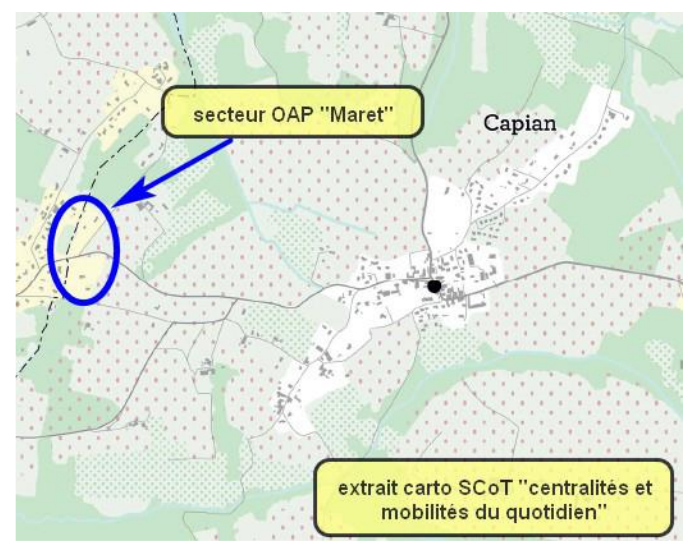 secteur OAP "Maret"
Capian
extrait carto SCoT "centralités et
mobilités du quotidien"